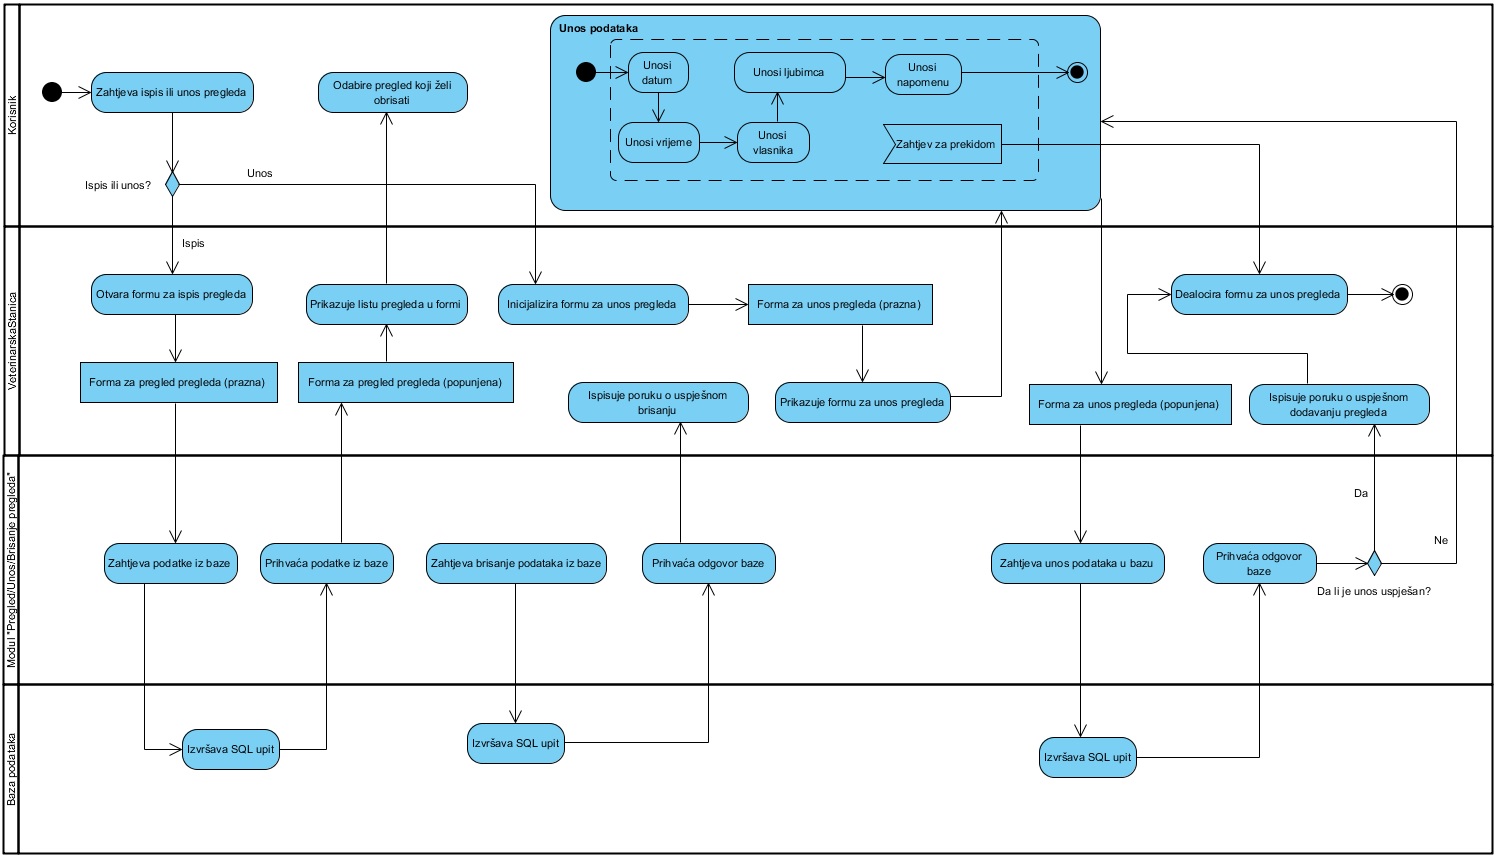 Korisnik
Unos podataka
Zahtjeva ispis ili unos pregleda
Odabire pregled koji želi
obrisati
Unosi
datum
Unosi ljubimca
Unosi
napomenu
Unosi vrijeme
Unosi
vlasnika
Zahtjev za prekidom
Ispis ili unos?
Unos
Ispis
VeterinarskaStanica
Otvara formu za ispis pregleda
Prikazuje listu pregleda u formi
Inicijalizira formu za unos pregleda
Forma za unos pregleda (prazna)
Dealocira formu za unos pregleda
Forma za pregled pregleda (prazna)
Forma za pregled pregleda (popunjena)
Ispisuje poruku o uspješnom
brisanju
Prikazuje formu za unos pregleda
Forma za unos pregleda (popunjena)
Ispisuje poruku o uspješnom
dodavanju pregleda
Modul "Pregled/Unos/Brisanje pregleda"
Da
Ne
Zahtjeva podatke iz baze
Prihvaća podatke iz baze
Zahtjeva brisanje podataka iz baze
Prihvaća odgovor baze
Zahtjeva unos podataka u bazu
Prihvaća odgovor
baze
Da li je unos uspješan?
Baza podataka
Izvršava SQL upit
Izvršava SQL upit
Izvršava SQL upit